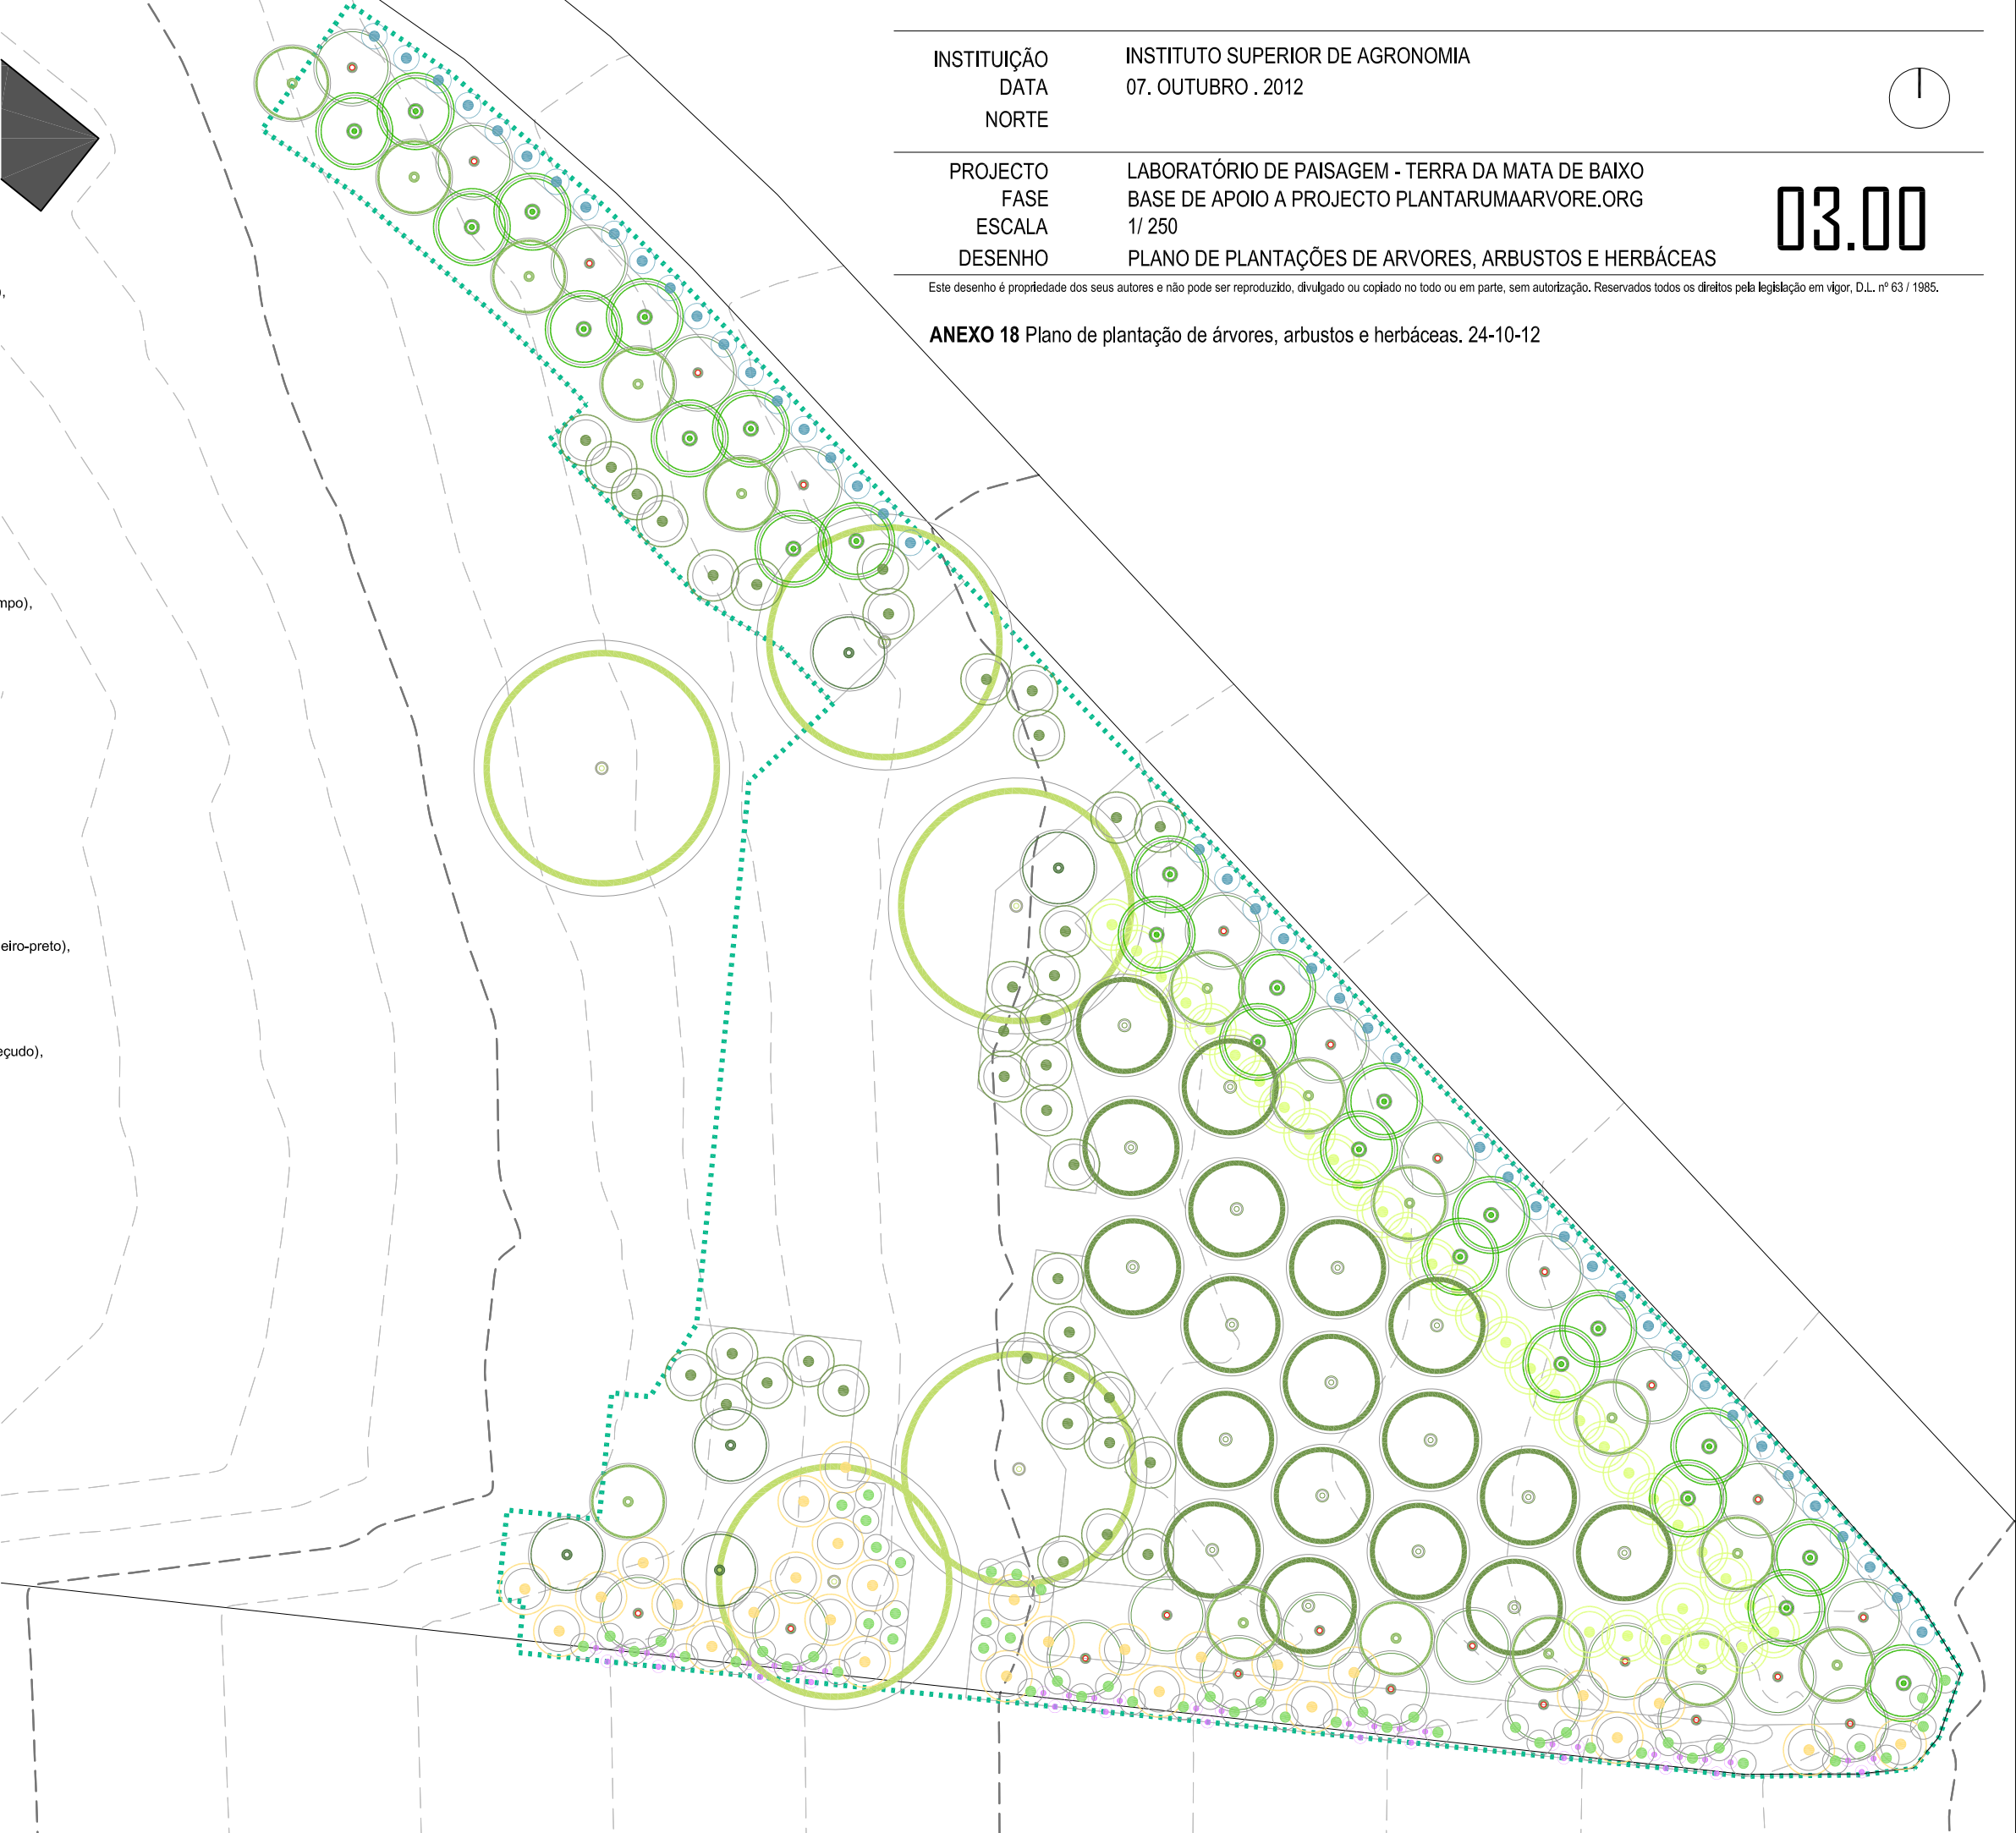 INSTITUIÇÃO INSTITUTO SUPERIOR DE AGRONOMIA
DATA 07. OUTUBRO . 2012
NORTE
PROJECTO LABORATÓRIO DE PAISAGEM - TERRA DA MATA DE BAIXO
FASE BASE DE APOIO A PROJECTO PLANTARUMAARVORE.ORG
ESCALA 1/ 250
DESENHO PLANO DE PLANTAÇÕES DE ARVORES, ARBUSTOS E HERBÁCEAS
03.00
Este desenho é propriedade dos seus autores e não pode ser reproduzido, divulgado ou copiado no todo ou em parte, sem autorização. Reservados todos os direitos pela legislação em vigor, D.L. nº 63 / 1985.
ANEXO 18 Plano de plantação de árvores, arbustos e herbáceas. 24-10-12
mpo),
eiro-preto),
eçudo),